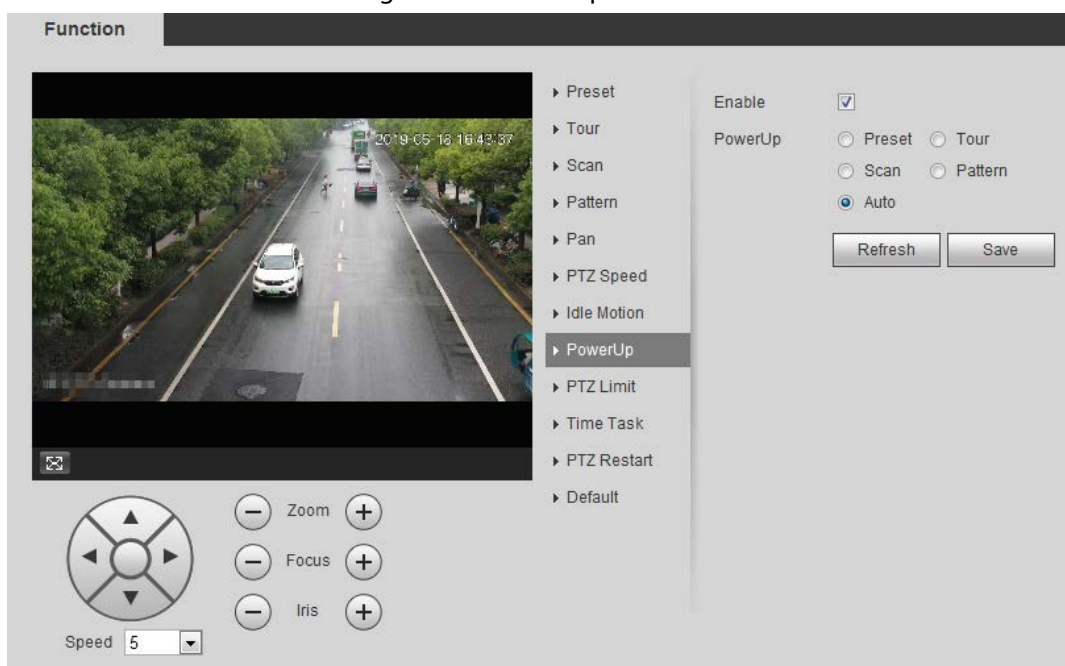 Function
2019-05-18 16:43:37
Preset
Tour
Scan
Pattern
Pan
PTZ Speed
Idle Motion
PowerUp
PTZ Limit
Time Task
PTZ Restart
Default
Enable
PowerUp
Preset Tour
Scan Pattern
Auto
Refresh Save
Zoom
Focus
Iris
Speed 5